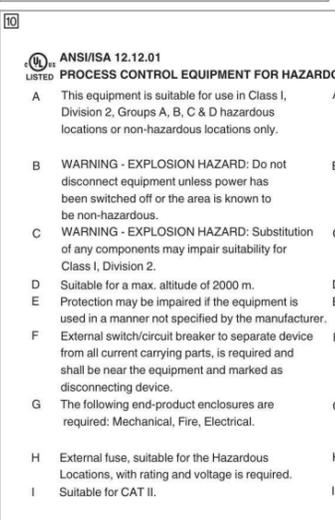 10
ANSI/ISA 12.12.01
c UL us
LISTED PROCESS CONTROL EQUIPMENT FOR HAZARDO
A This equipment is suitable for use in Class I,
Division 2, Groups A, B, C & D hazardous
locations or non-hazardous locations only.
B WARNING - EXPLOSION HAZARD: Do not
disconnect equipment unless power has
been switched off or the area is known to
be non-hazardous.
C WARNING - EXPLOSION HAZARD: Substitution
of any components may impair suitability for
Class I, Division 2.
D Suitable for a max. altitude of 2000 m.
E Protection may be impaired if the equipment is
used in a manner not specified by the manufacturer.
F External switch/circuit breaker to separate device
from all current carrying parts, is required and
shall be near the equipment and marked as
disconnecting device.
G The following end-product enclosures are
required: Mechanical, Fire, Electrical.
H External fuse, suitable for the Hazardous
Locations, with rating and voltage is required.
I Suitable for CAT II.